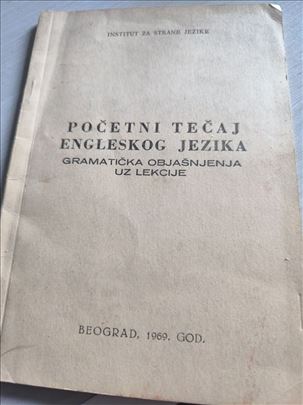 INSTITUT ZA STRANE JEZIKE
POČETNI TEČAJ
ENGLESKOG JEZIKA
GRAMATIČKA OBJAŠNJENJA
UZ LEKCIJE
BEOGRAD, 1969. GOD.